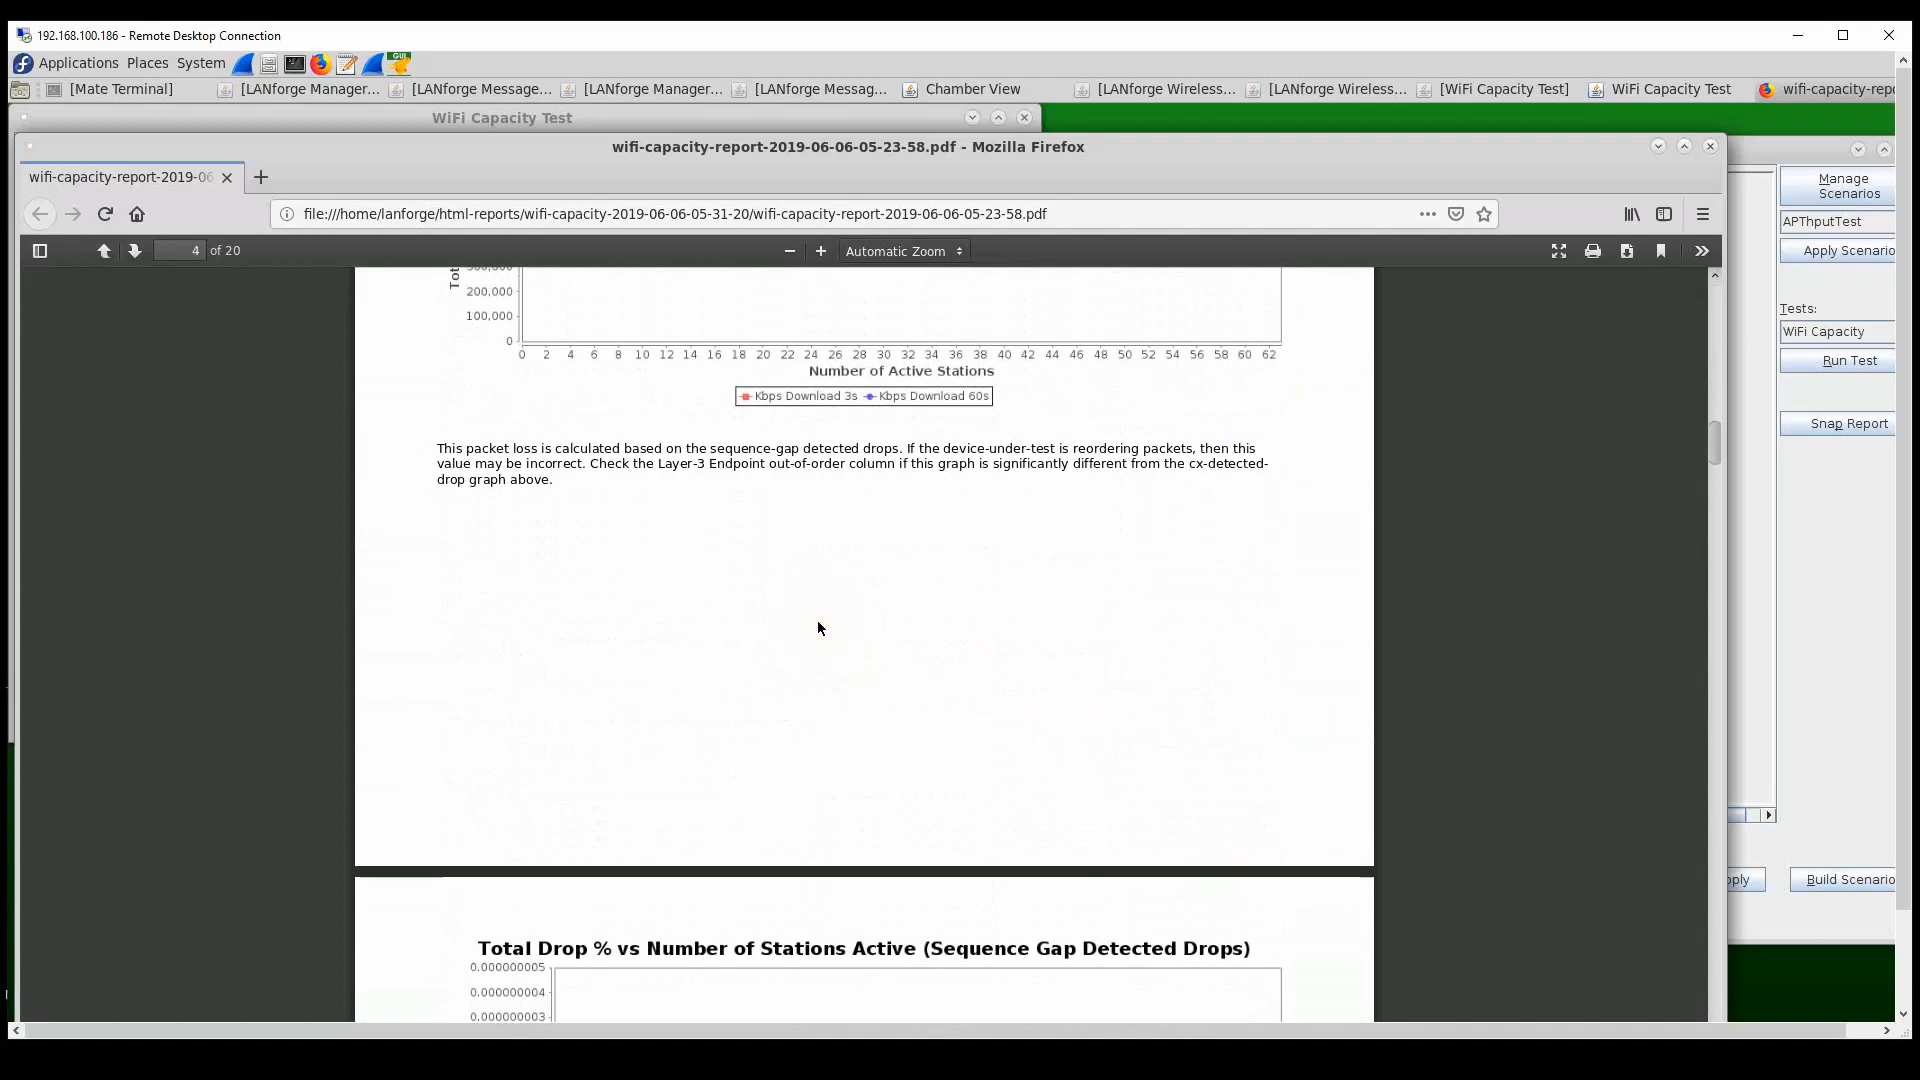 192.168.100.186 - Remote Desktop Connection
Applications Places System
[Mate Terminal] [LANforge Manager... [LANforge Message... [LANforge Manager... [LANforge Messag... Chamber View [LANforge Wireless... [LANforge Wireless... [WiFi Capacity Test] WiFi Capacity Test wifi-capacity-repo
WiFi Capacity Test
wifi-capacity-report-2019-06-06-05-23-58.pdf - Mozilla Firefox
wifi-capacity-report-2019-06
file:///home/lanforge/html-reports/wifi-capacity-2019-06-06-05-31-20/wifi-capacity-report-2019-06-06-05-23-58.pdf
4 of 20
Automatic Zoom
Tot
300,000
200,000
100,000
0
0 2 4 6 8 10 12 14 16 18 20 22 24 26 28 30 32 34 36 38 40 42 44 46 48 50 52 54 56 58 60 62
Number of Active Stations
Kbps Download 3s Kbps Download 60s
This packet loss is calculated based on the sequence-gap detected drops. If the device-under-test is reordering packets, then this
value may be incorrect. Check the Layer-3 Endpoint out-of-order column if this graph is significantly different from the cx-detected-
drop graph above.
Total Drop % vs Number of Stations Active (Sequence Gap Detected Drops)
0.000000005
0.000000004
0.000000003
Manage
Scenarios
APThputTest
Apply Scenario
Tests:
WiFi Capacity
Run Test
Snap Report
pply
Build Scenario